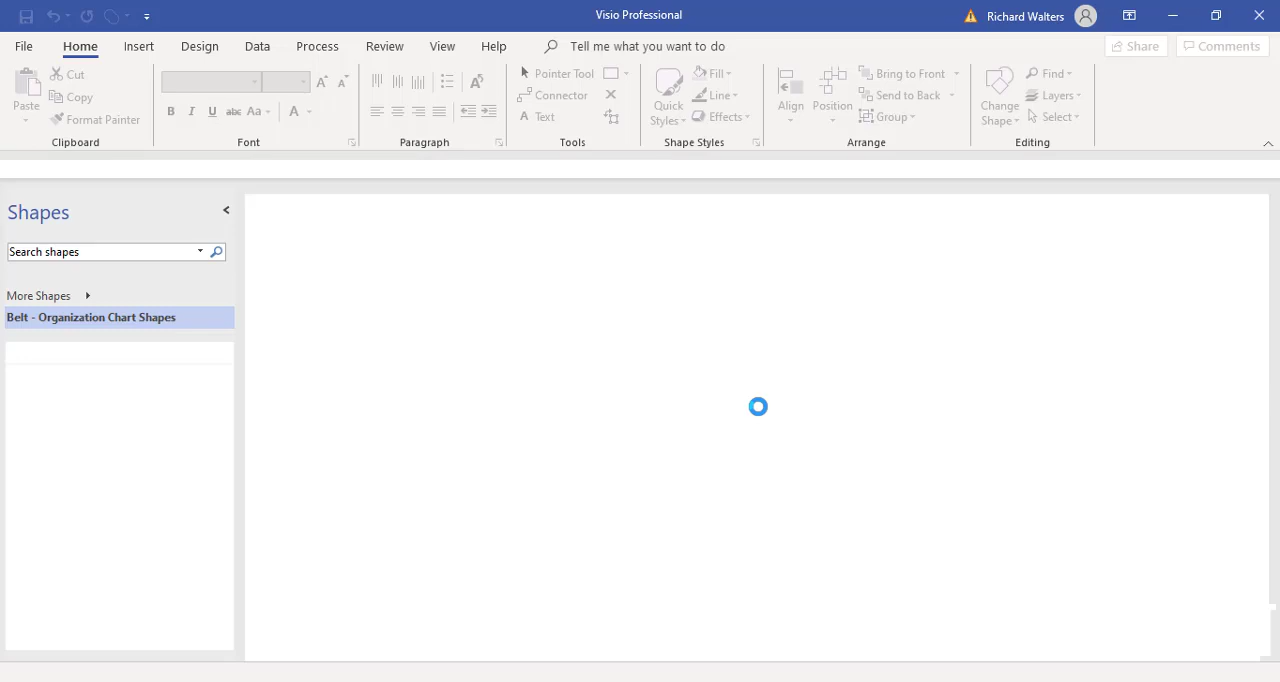 Visio Professional
Richard Walters
File Home Insert Design Data Process Review View Help Tell me what you want to do
Share Comments
Paste
Cut
Copy
Format Painter
Clipboard
B I U abc Aa A
Font
Paragraph
Pointer Tool
Connector
Text
Tools
Quick Styles
Fill
Line
Effects
Shape Styles
Align
Position
Bring to Front
Send to Back
Group
Arrange
Change Shape
Find
Layers
Select
Editing
Shapes
Search shapes
More Shapes
Belt - Organization Chart Shapes